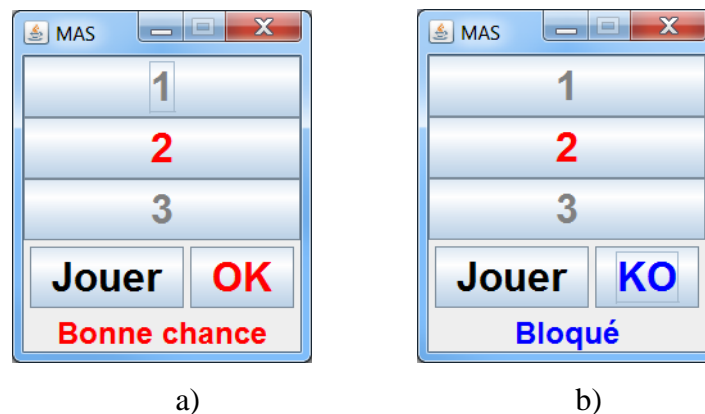 MAS
1
2
3
Jouer OK
Bonne chance
a)
MAS
1
2
3
Jouer KO
Bloqué
b)